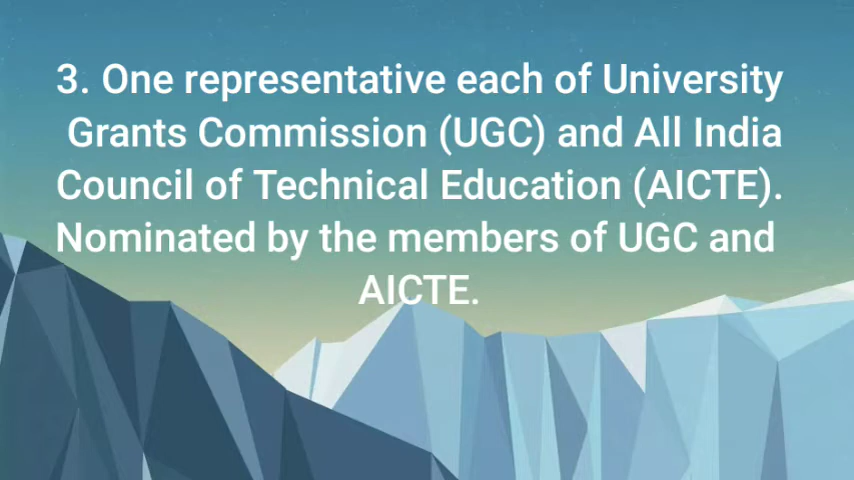 3. One representative each of University
Grants Commission (UGC) and All India
Council of Technical Education (AICTE).
Nominated by the members of UGC and
AICTE.